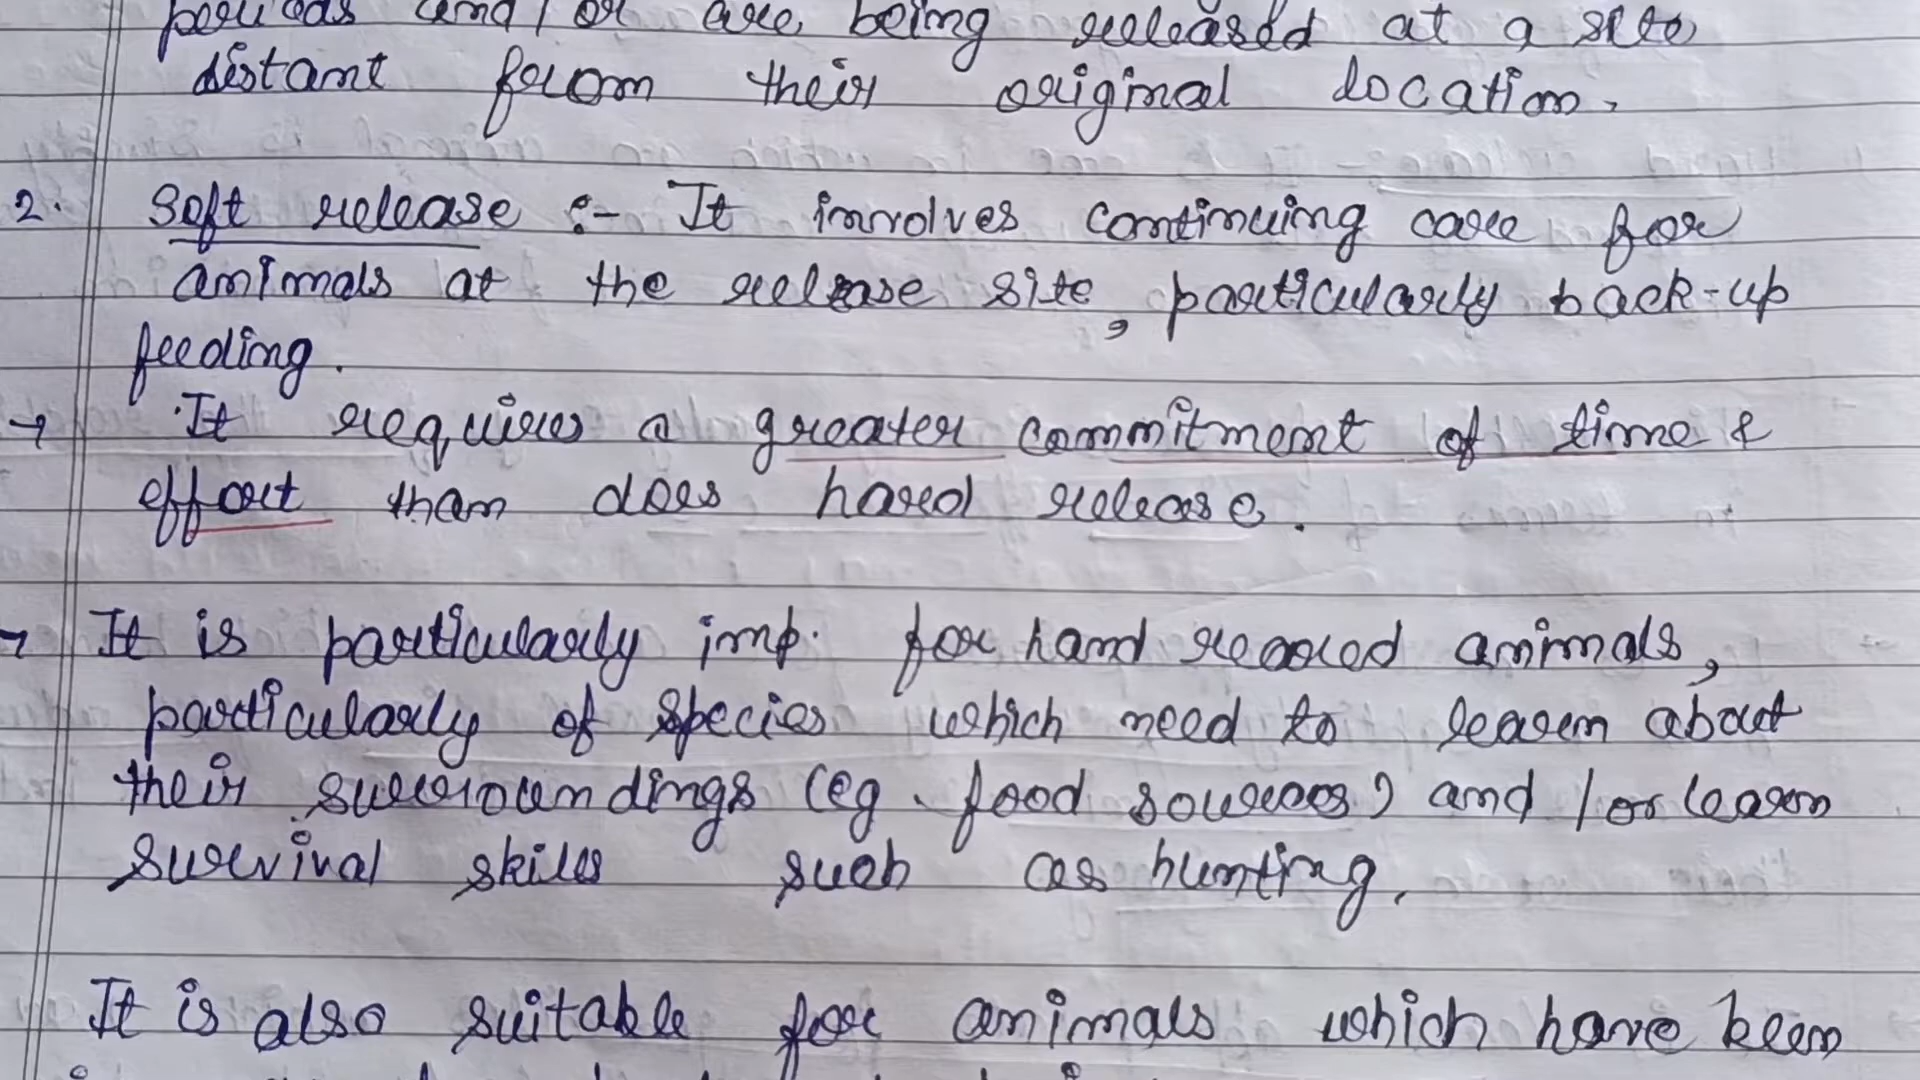 periods and/or are being released at a site
distant from their original location.
2. Soft release :- It involves continuing care for
animals at the release site, particularly back-up
feeding.
→ It requires a greater commitment of time &
effort than does hard release.
→ It is particularly imp. for hand reared animals,
particularly of species which need to learn about
their surroundings (eg. food sources) and/or learn
survival skills such as hunting.
It is also suitable for animals which have been